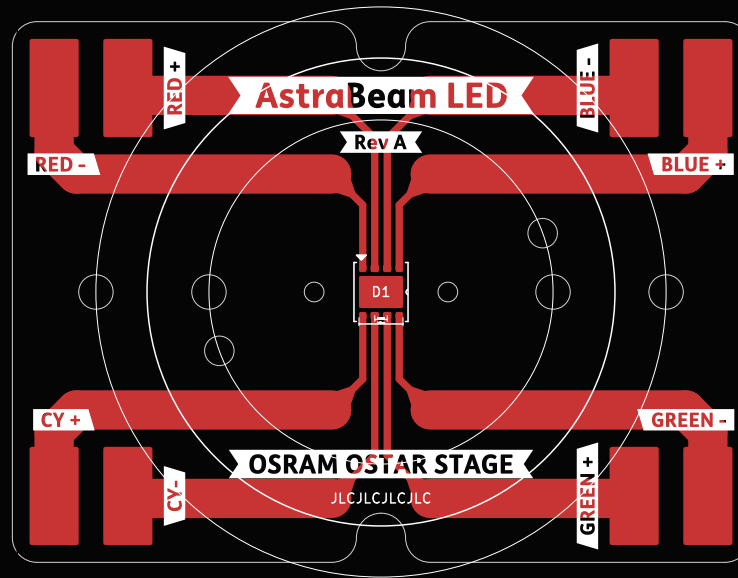 RED +
AstraBeam LED
BLUE -
Rev A
RED -
BLUE +
D1
CY +
GREEN -
OSRAM OSTAR STAGE
CY-
JLCJLCJLCJLC
GREEN +